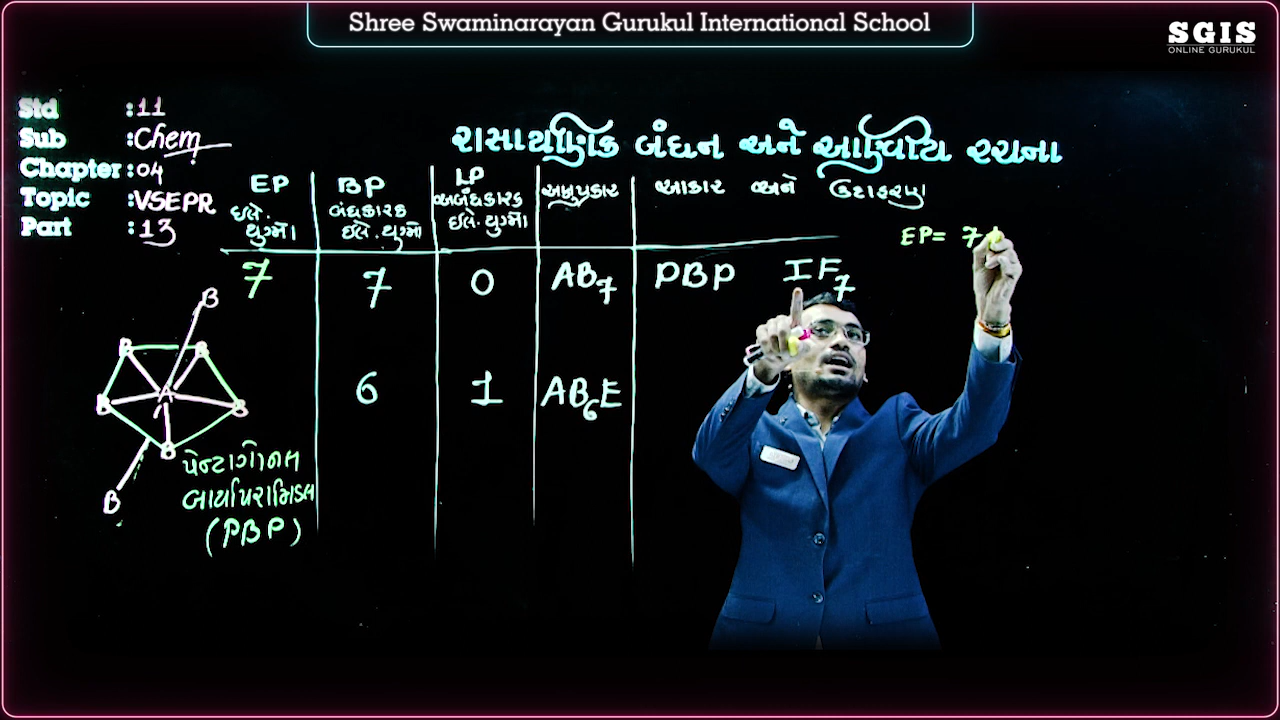 Shree Swaminarayan Gurukul International School
SGIS
ONLINE GURUKUL
Std :11
Sub :Chem
Chapter :04
Topic :VSEPR
Part :13
રાસાયણિક બંધન અને આણ્વિય રચના
EP
ઇલે. યુગ્મો
BP
બંધકારક
ઇલે. યુગ્મો
LP
અબંધકારક
ઇલે. યુગ્મો
અણુપ્રકાર
આકાર અને ઉદાહરણ
EP= 7
7 7 0 AB7 PBP IF7
6 1 AB6E
B
B B
A
B B
B
B
પેન્ટાગોનલ
બાયપિરામિડલ
(PBP)